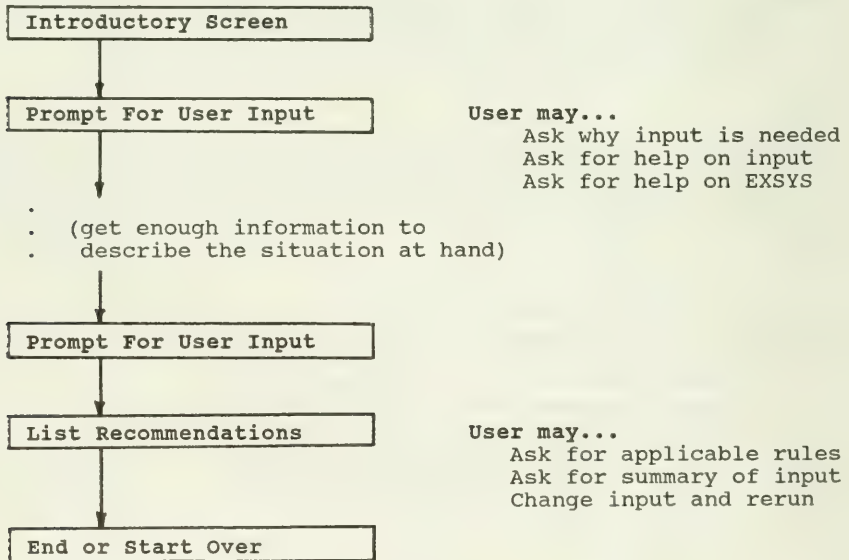 Introductory Screen
Prompt For User Input
User may...
Ask why input is needed
Ask for help on input
Ask for help on EXSYS
.
. (get enough information to
. describe the situation at hand)
Prompt For User Input
List Recommendations
User may...
Ask for applicable rules
Ask for summary of input
Change input and rerun
End or Start Over